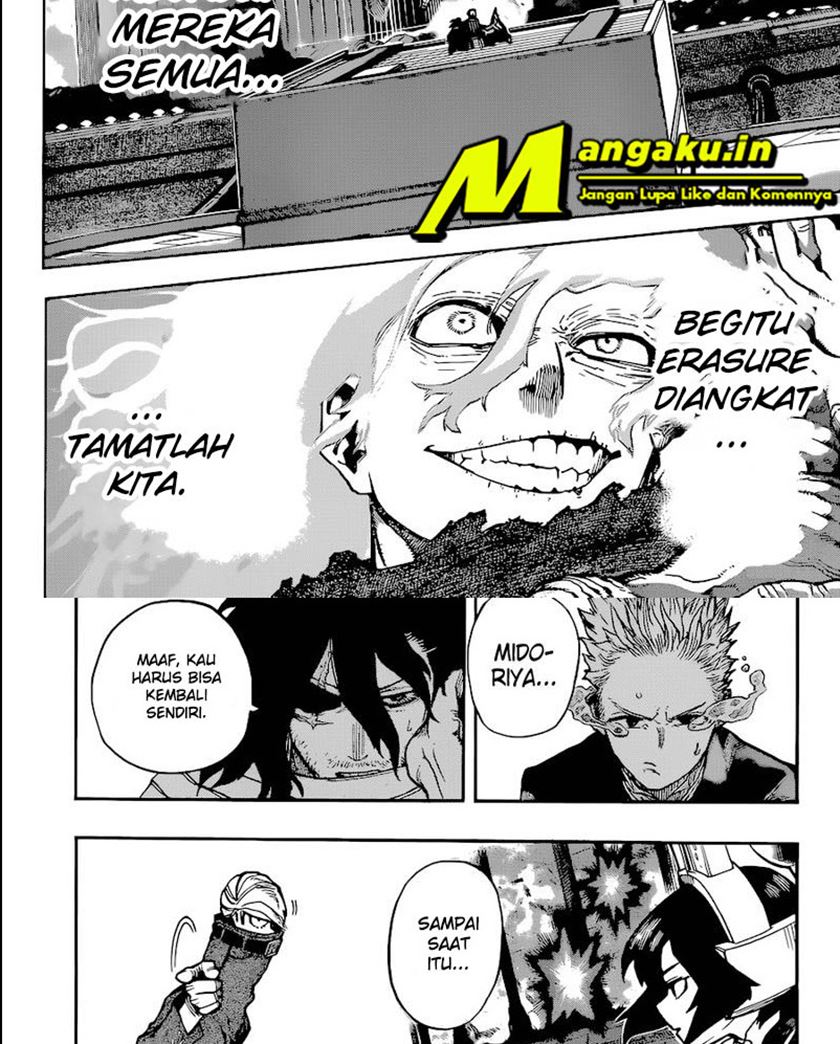 MEREKA
SEMUA...
Mangaku.in
Jangan Lupa Like dan Komennya
BEGITU
ERASURE
DIANGKAT
...
...
TAMATLAH
KITA.
MIDO-
RIYA...
MAAF, KAU
HARUS BISA
KEMBALI
SENDIRI.
SAMPAI
SAAT
ITU...